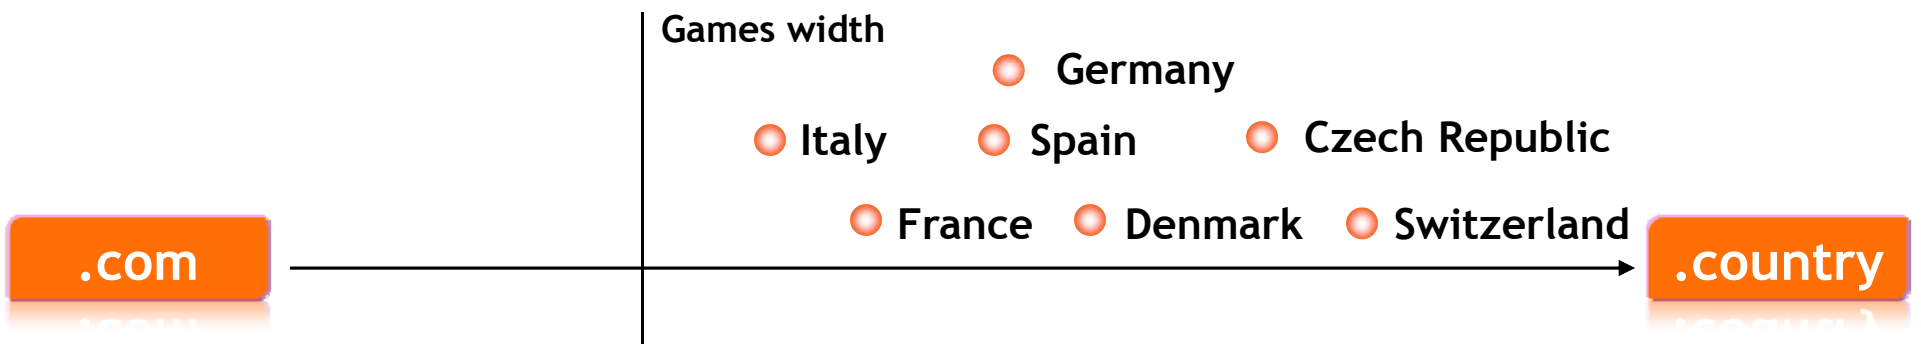 Games width
Germany
Italy
Spain
Czech Republic
France
Denmark
Switzerland
.com
.country